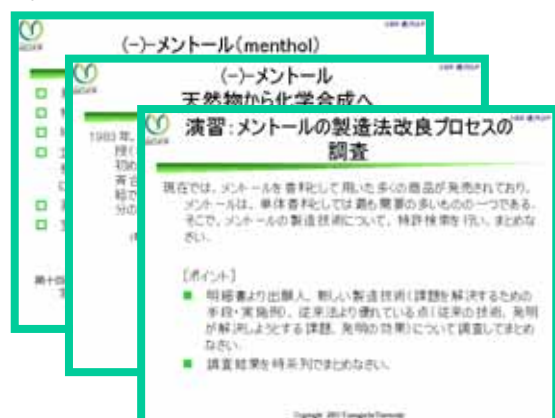 (-)-メントール(menthol)
(-)-メントール
天然物から化学合成へ
1983年、
演習:メントールの製造法改良プロセスの
調査
現在では、メントールを香料として用いた多くの商品が発売されており、
メントールは、単体香料としては最も需要の多いものの一つである。
そこで、メントールの製造技術について、特許検索を行い、まとめな
さい。
[ポイント]
明細書より出願人、新しい製造技術(課題を解決するための
手段・実施例)、従来法より優れている点(従来の技術、発明
が解決しようとする課題、発明の効果)について調査してまとめ
なさい。
調査結果を時系列でまとめなさい。